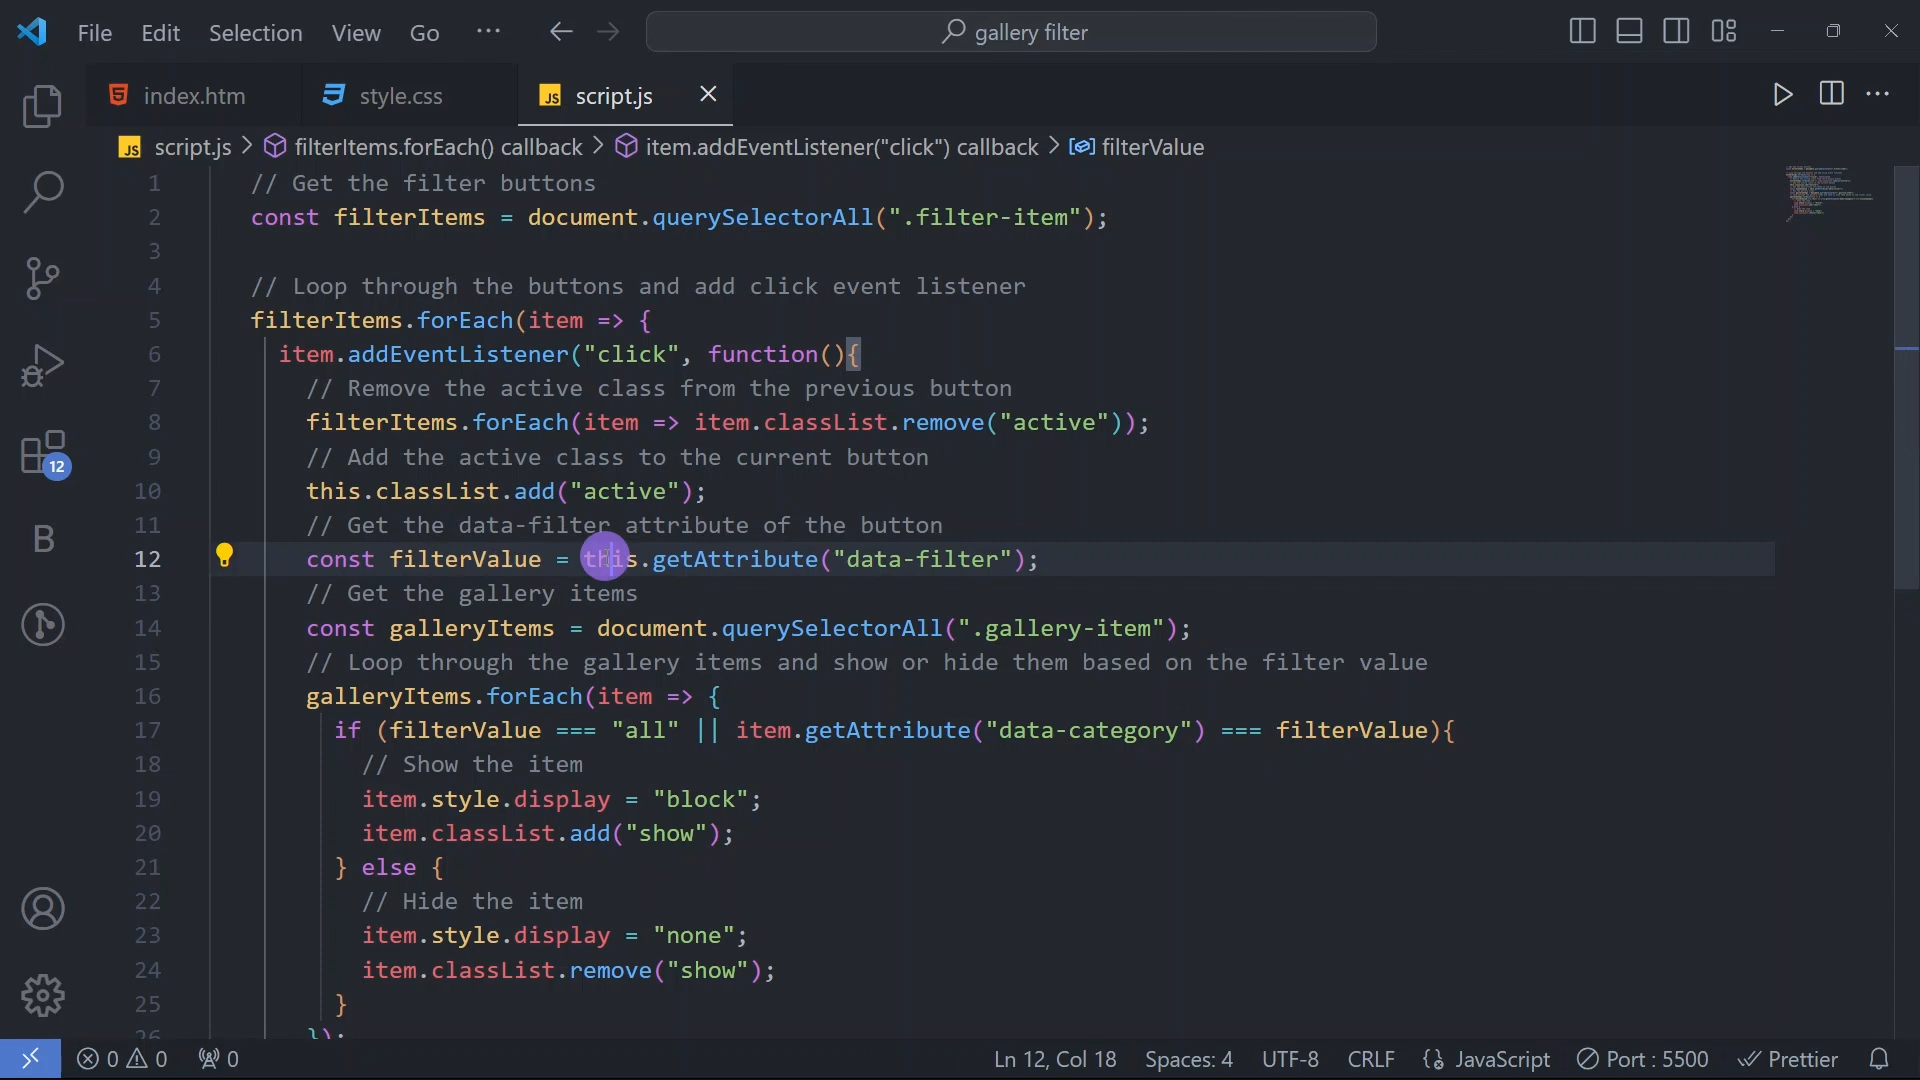 File Edit Selection View Go ··· gallery filter
index.htm style.css JS script.js
JS script.js > filterItems.forEach() callback > item.addEventListener("click") callback > filterValue
1 // Get the filter buttons
2 const filterItems = document.querySelectorAll(".filter-item");
3
4 // Loop through the buttons and add click event listener
5 filterItems.forEach(item => {
6 item.addEventListener("click", function(){
7 // Remove the active class from the previous button
8 filterItems.forEach(item => item.classList.remove("active"));
9 // Add the active class to the current button
10 this.classList.add("active");
11 // Get the data-filter attribute of the button
12 const filterValue = this.getAttribute("data-filter");
13 // Get the gallery items
14 const galleryItems = document.querySelectorAll(".gallery-item");
15 // Loop through the gallery items and show or hide them based on the filter value
16 galleryItems.forEach(item => {
17 if (filterValue === "all" || item.getAttribute("data-category") === filterValue){
18 // Show the item
19 item.style.display = "block";
20 item.classList.add("show");
21 } else {
22 // Hide the item
23 item.style.display = "none";
24 item.classList.remove("show");
25 }
26 });
12
B
0 0 0 Ln 12, Col 18 Spaces: 4 UTF-8 CRLF JavaScript Port : 5500 Prettier